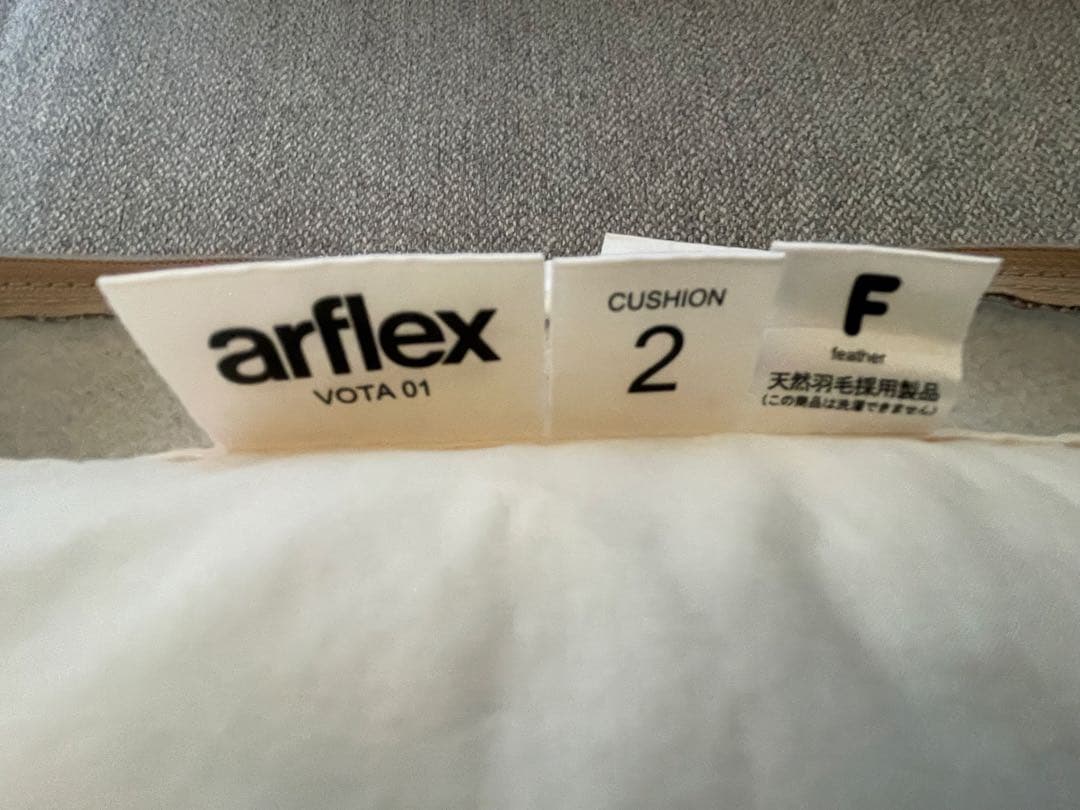 arflex
VOTA 01
CUSHION
2
F
feather
天然羽毛採用製品
(この商品は洗濯できません)